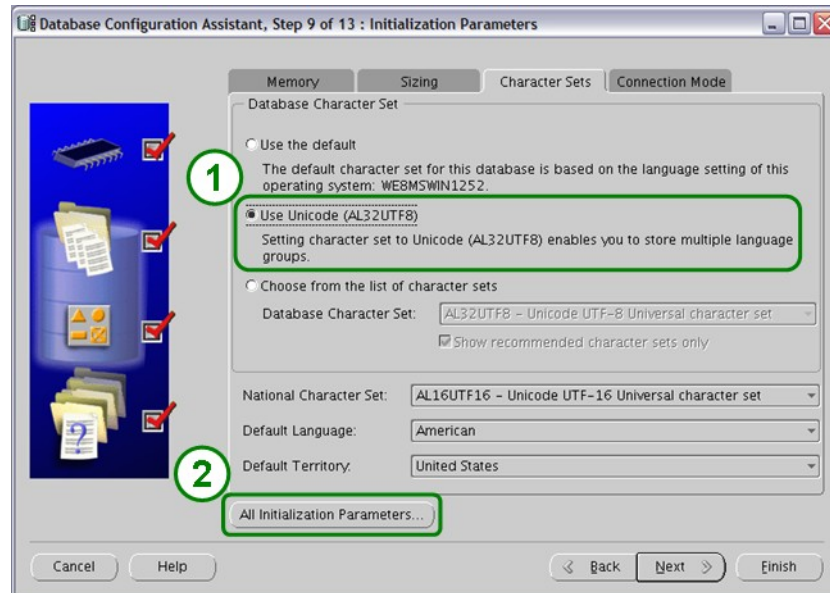 Database Configuration Assistant, Step 9 of 13 : Initialization Parameters
Memory Sizing Character Sets Connection Mode
Database Character Set
Use the default
The default character set for this database is based on the language setting of this
operating system: WE8MSWIN1252.
1
Use Unicode (AL32UTF8)
Setting character set to Unicode (AL32UTF8) enables you to store multiple language
groups.
Choose from the list of character sets
Database Character Set: AL32UTF8 - Unicode UTF-8 Universal character set
Show recommended character sets only
National Character Set: AL16UTF16 - Unicode UTF-16 Universal character set
Default Language: American
Default Territory: United States
2
All Initialization Parameters...
Cancel Help Back Next Finish